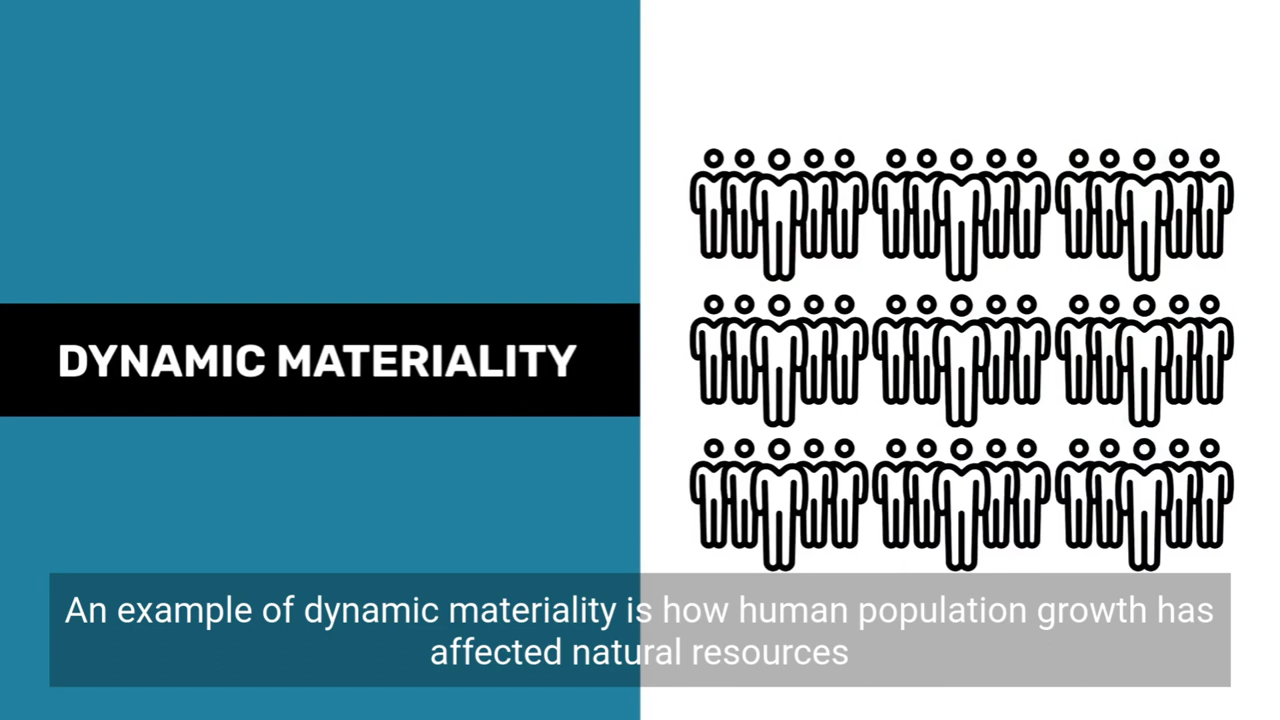 DYNAMIC MATERIALITY
An example of dynamic materiality is how human population growth has
affected natural resources